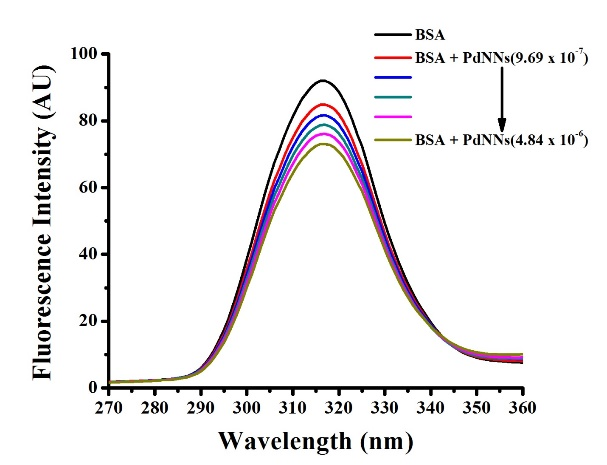 BSA
BSA + PdNNs(9.69 x 10⁻⁷)
BSA + PdNNs(4.84 x 10⁻⁶)
Fluorescence Intensity (AU)
100
80
60
40
20
0
270 280 290 300 310 320 330 340 350 360
Wavelength (nm)